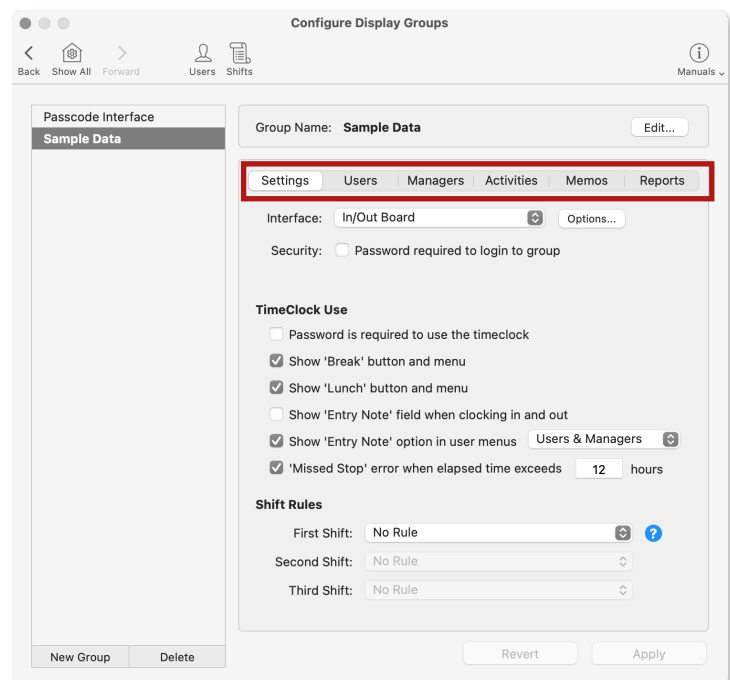 Configure Display Groups
Back Show All Forward Users Shifts Manuals
Passcode Interface
Sample Data
Group Name: Sample Data Edit...
Settings Users Managers Activities Memos Reports
Interface: In/Out Board Options...
Security: Password required to login to group
TimeClock Use
Password is required to use the timeclock
Show 'Break' button and menu
Show 'Lunch' button and menu
Show 'Entry Note' field when clocking in and out
Show 'Entry Note' option in user menus Users & Managers
'Missed Stop' error when elapsed time exceeds 12 hours
Shift Rules
First Shift: No Rule ?
Second Shift: No Rule
Third Shift: No Rule
New Group Delete Revert Apply